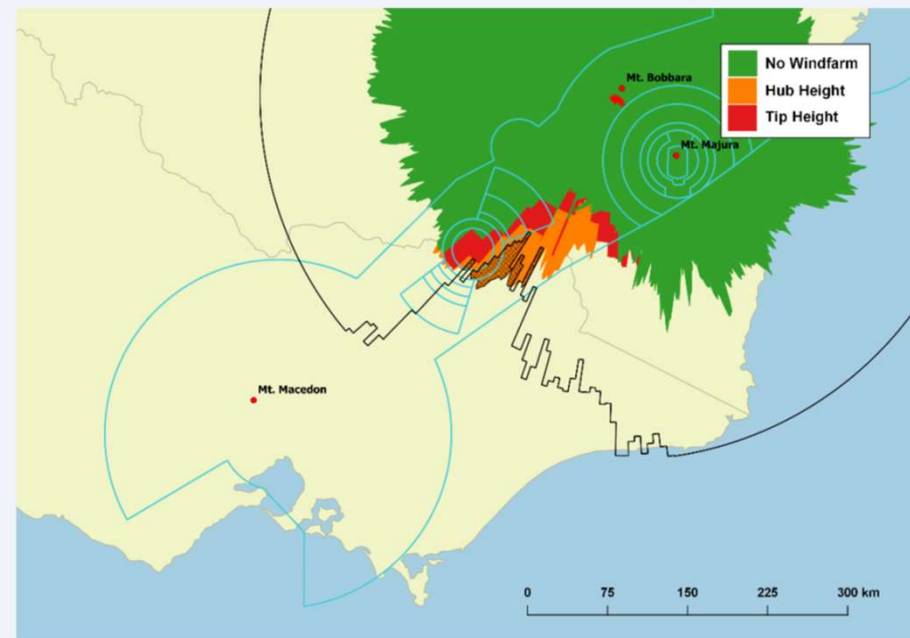 No Windfarm
Hub Height
Tip Height
Mt. Bobbara
Mt. Majura
Mt. Macedon
0 75 150 225 300 km